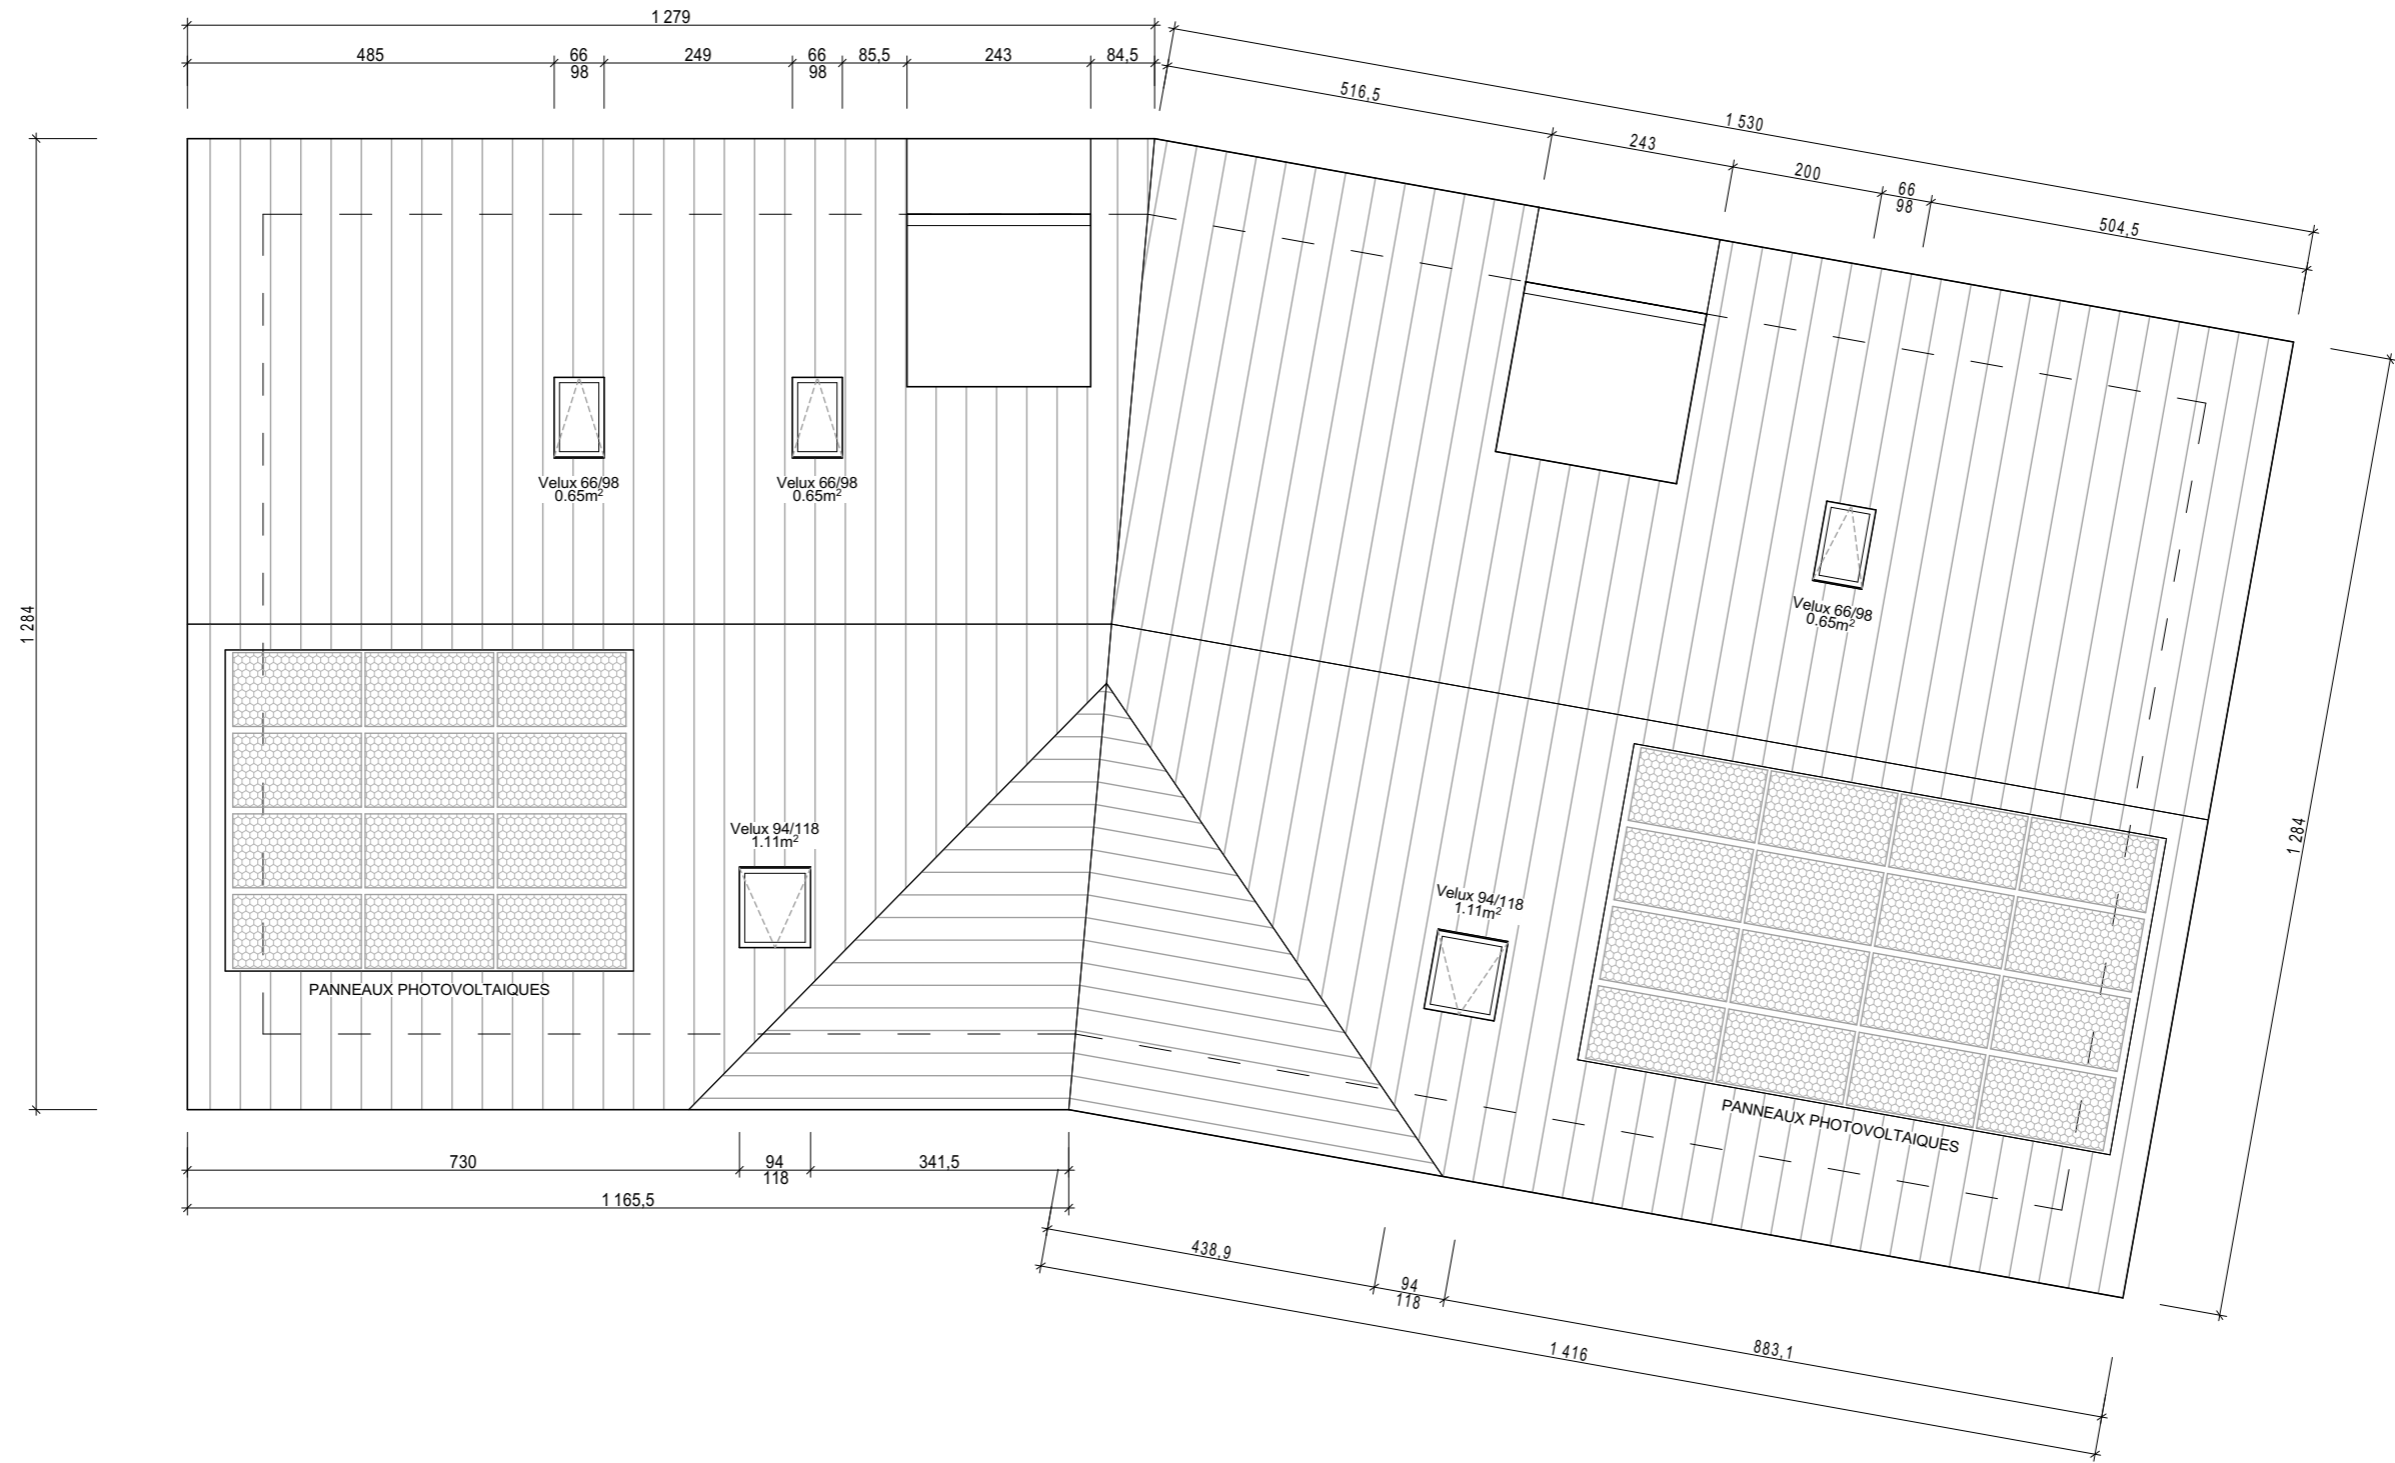 1 279
485
66
98
249
66
98
85,5
243
84,5
516,5
1 530
243
200
66
98
504,5
1 284
Velux 66/98
0.65m²
Velux 66/98
0.65m²
Velux 66/98
0.65m²
Velux 94/118
1.11m²
Velux 94/118
1.11m²
1 284
PANNEAUX PHOTOVOLTAIQUES
PANNEAUX PHOTOVOLTAIQUES
730
94
118
341,5
1 165,5
438,9
94
118
883,1
1 416